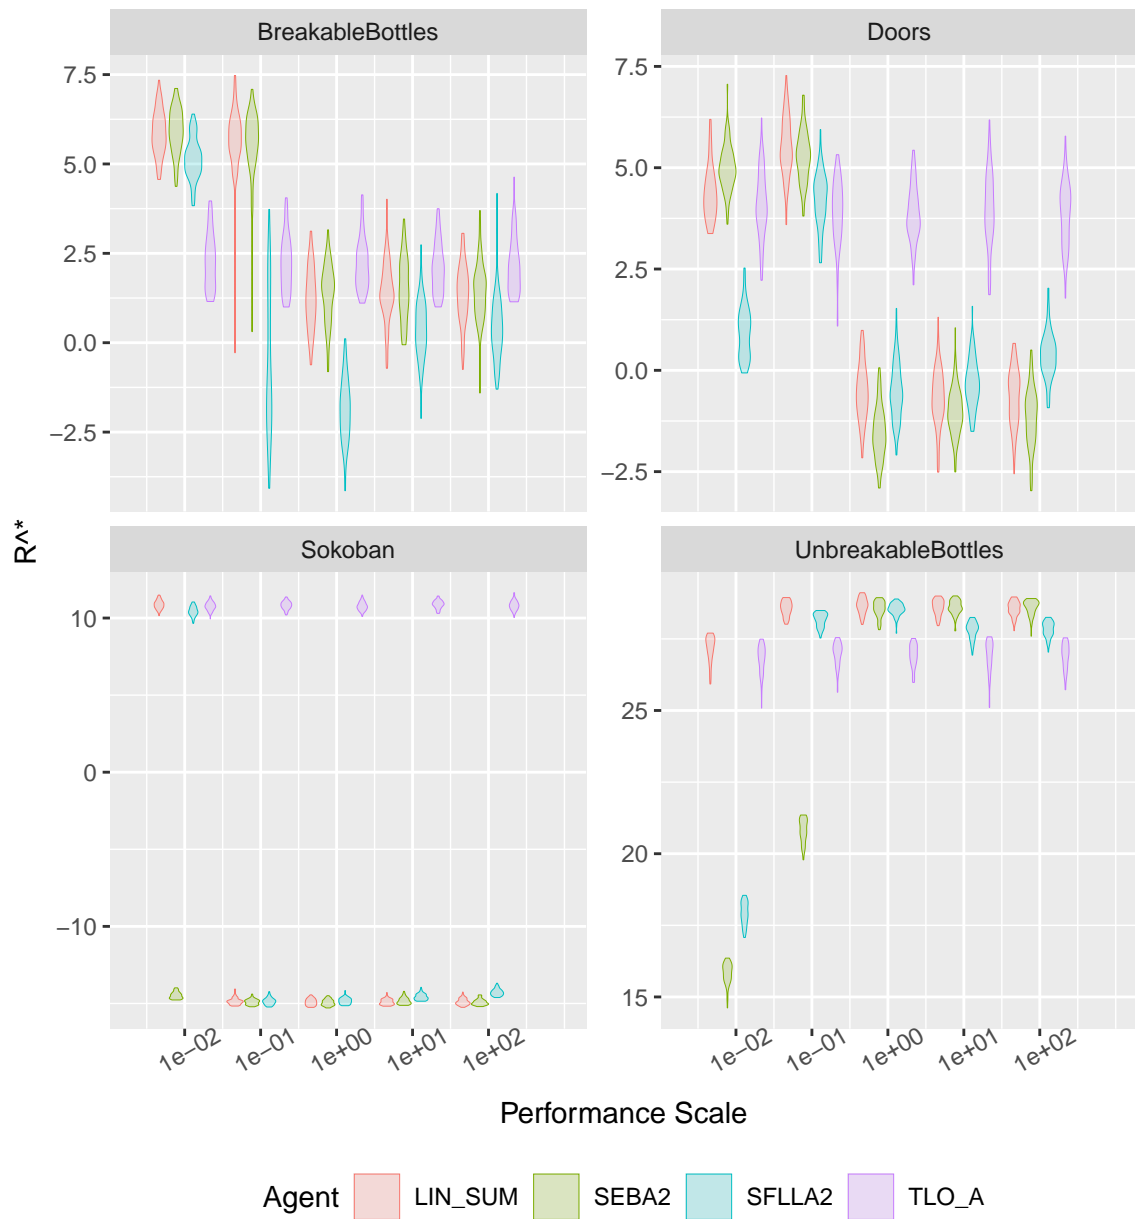 BreakableBottles
Doors
7.5
5.0
2.5
0.0
−2.5
7.5
5.0
2.5
0.0
−2.5
R^*
Sokoban
UnbreakableBottles
10
0
−10
25
20
15
1e−02
1e−01
1e+00
1e+01
1e+02
1e−02
1e−01
1e+00
1e+01
1e+02
Performance Scale
Agent LIN_SUM SEBA2 SFLLA2 TLO_A